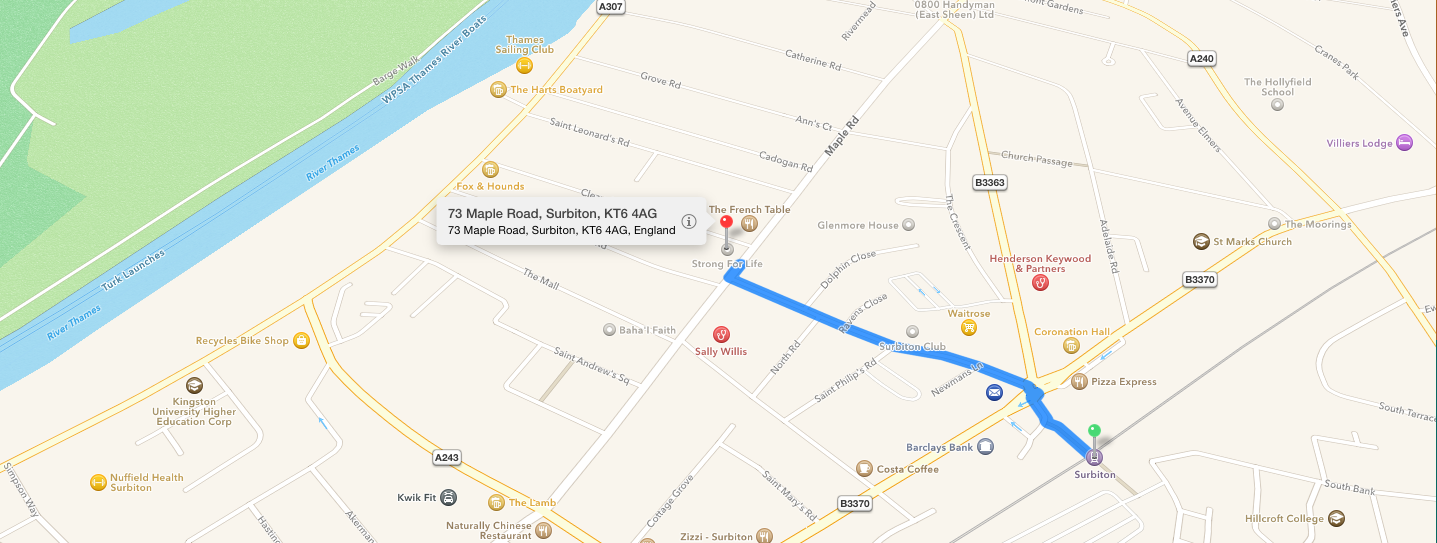 A307
Rivermead
0800 Handyman
(East Sheen) Ltd
Gardens
Thames
Sailing Club
WPSA Thames River Boats
Barge Walk
Catherine Rd
Cranes Park
A240
Grove Rd
The Hollyfield
School
The Harts Boatyard
Avenue Elmers
Saint Leonard's Rd
Ann's Ct
Maple Rd
Villiers Lodge
River Thames
Cadogan Rd
Church Passage
B3363
Fox & Hounds
73 Maple Road, Surbiton, KT6 4AG
73 Maple Road, Surbiton, KT6 4AG, England
The French Table
Glenmore House
The Crescent
Adelaide Rd
The Moorings
St Marks Church
Turk Launches
Strong For Life
Dolphin Close
Henderson Keywood
& Partners
B3370
The Mall
River Thames
Ravens Close
Waitrose
Baha'I Faith
Coronation Hall
Recycles Bike Shop
Sally Willis
Surbiton Club
North Rd
Saint Andrew's Sq
Saint Philip's Rd
Newmans Ln
Pizza Express
Kingston
University Higher
Education Corp
South Terrace
Barclays Bank
A243
Costa Coffee
Surbiton
Nuffield Health
Surbiton
Simpson Way
Kwik Fit
The Lamb
Cottage Grove
Saint Mary's Rd
B3370
South Bank
Hillcroft College
Akerman
Naturally Chinese
Restaurant
Zizzi - Surbiton